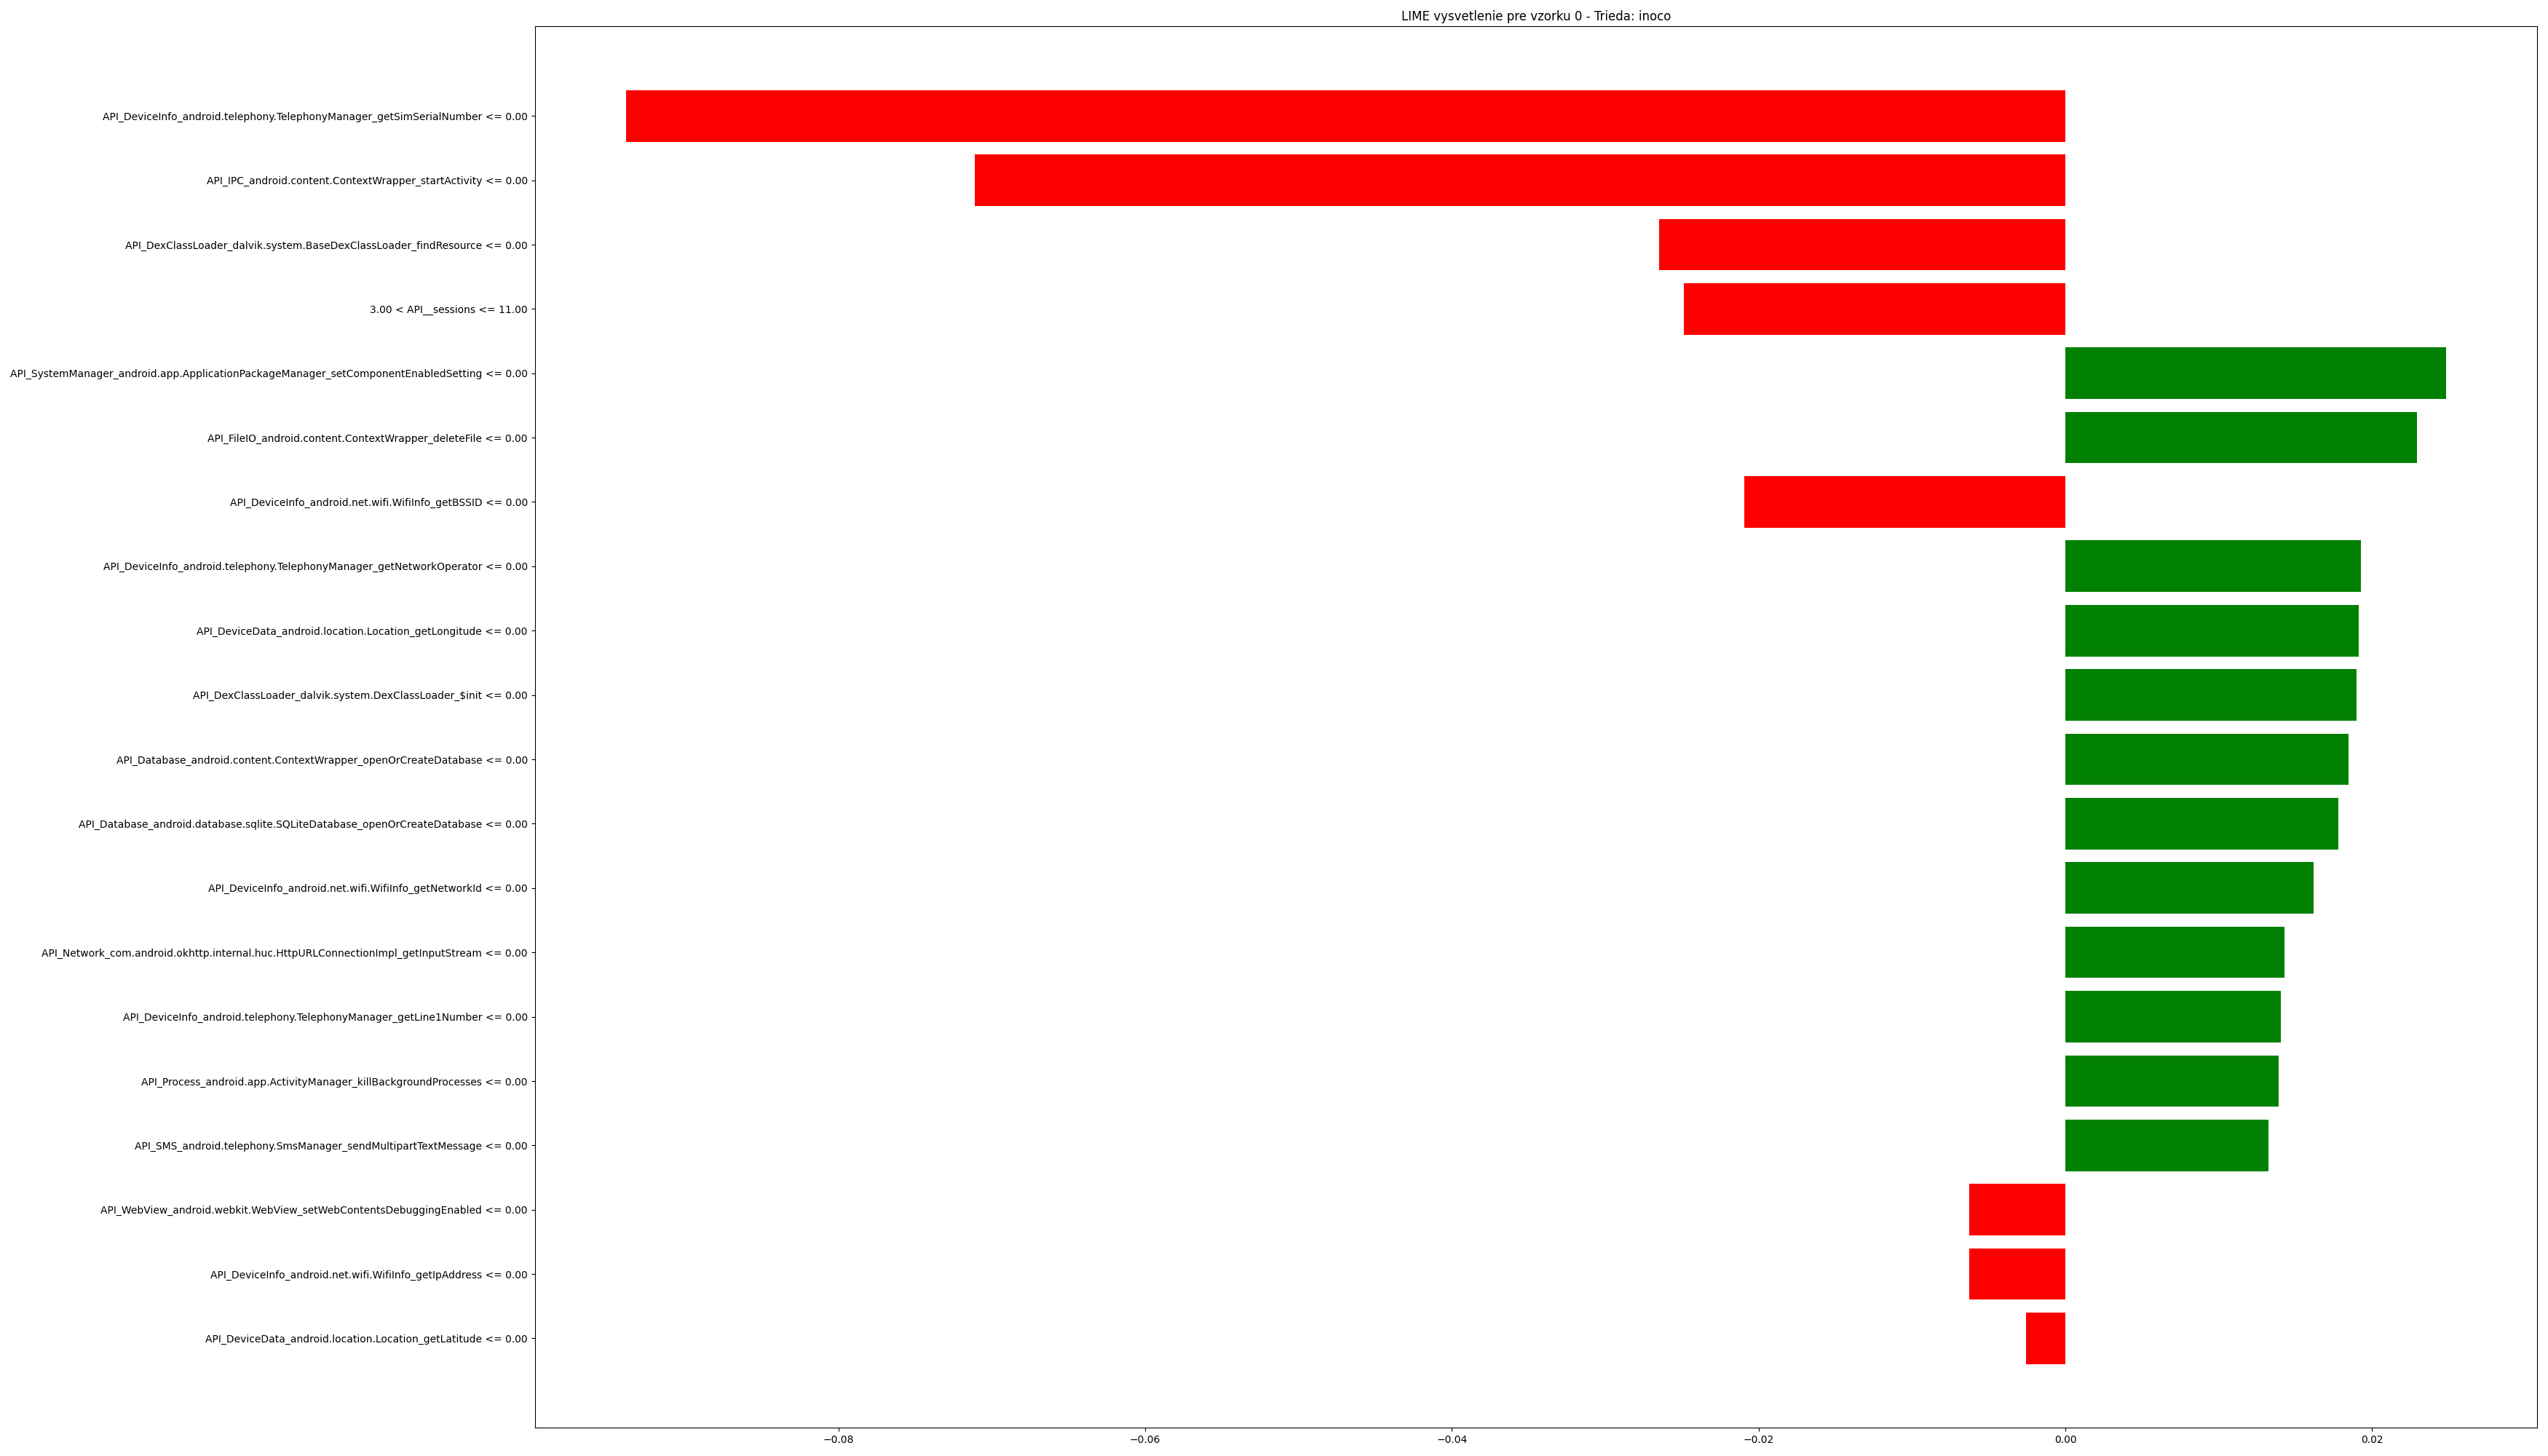 LIME vysvetlenie pre vzorku 0 - Trieda: inoco
API_DeviceInfo_android.telephony.TelephonyManager_getSimSerialNumber <= 0.00
API_IPC_android.content.ContextWrapper_startActivity <= 0.00
API_DexClassLoader_dalvik.system.BaseDexClassLoader_findResource <= 0.00
3.00 < API__sessions <= 11.00
API_SystemManager_android.app.ApplicationPackageManager_setComponentEnabledSetting <= 0.00
API_FileIO_android.content.ContextWrapper_deleteFile <= 0.00
API_DeviceInfo_android.net.wifi.WifiInfo_getBSSID <= 0.00
API_DeviceInfo_android.telephony.TelephonyManager_getNetworkOperator <= 0.00
API_DeviceData_android.location.Location_getLongitude <= 0.00
API_DexClassLoader_dalvik.system.DexClassLoader_$init <= 0.00
API_Database_android.content.ContextWrapper_openOrCreateDatabase <= 0.00
API_Database_android.database.sqlite.SQLiteDatabase_openOrCreateDatabase <= 0.00
API_DeviceInfo_android.net.wifi.WifiInfo_getNetworkId <= 0.00
API_Network_com.android.okhttp.internal.huc.HttpURLConnectionImpl_getInputStream <= 0.00
API_DeviceInfo_android.telephony.TelephonyManager_getLine1Number <= 0.00
API_Process_android.app.ActivityManager_killBackgroundProcesses <= 0.00
API_SMS_android.telephony.SmsManager_sendMultipartTextMessage <= 0.00
API_WebView_android.webkit.WebView_setWebContentsDebuggingEnabled <= 0.00
API_DeviceInfo_android.net.wifi.WifiInfo_getIpAddress <= 0.00
API_DeviceData_android.location.Location_getLatitude <= 0.00
−0.08 −0.06 −0.04 −0.02 0.00 0.02